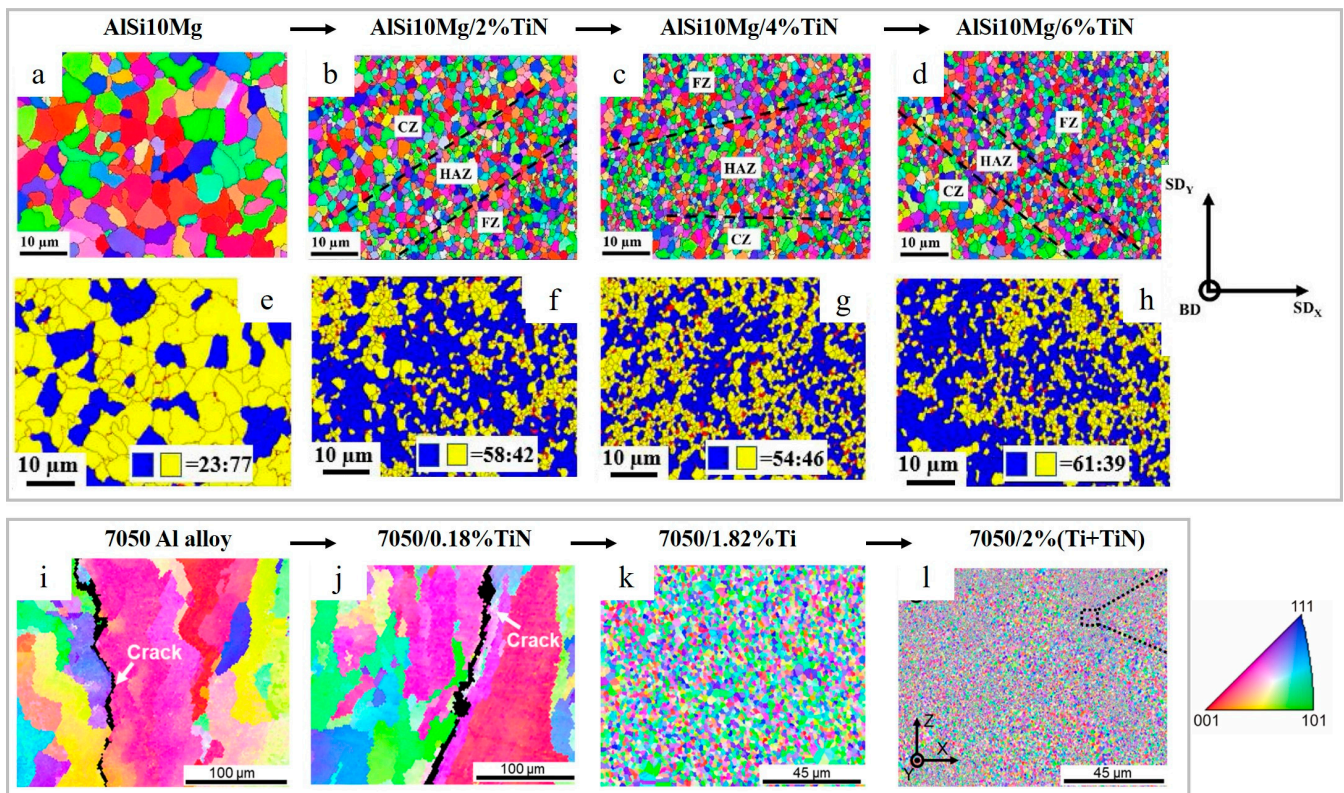 AlSi10Mg AlSi10Mg/2%TiN AlSi10Mg/4%TiN AlSi10Mg/6%TiN
a b c d
CZ HAZ FZ
FZ HAZ CZ
FZ HAZ CZ
10 µm 10 µm 10 µm 10 µm
SDY
BD SDX
e f g h
=23:77 =58:42 =54:46 =61:39
10 µm 10 µm 10 µm 10 µm
7050 Al alloy 7050/0.18%TiN 7050/1.82%Ti 7050/2%(Ti+TiN)
i j k l
Crack Crack
100 µm 100 µm 45 µm 45 µm
Z
X
Y
111
001 101